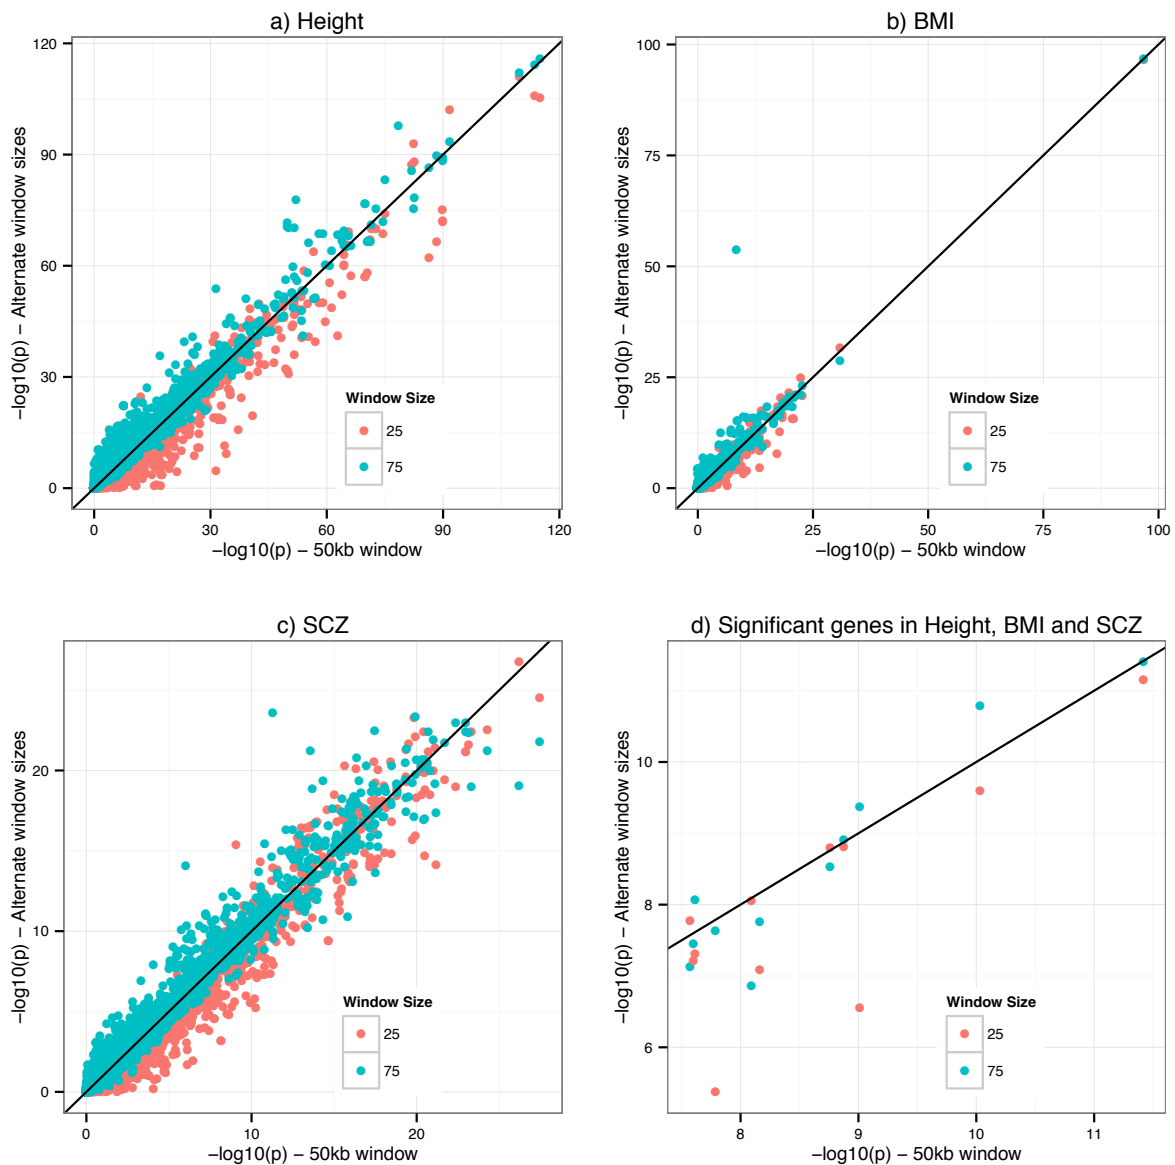 a) Height
120
90
60
30
0
0
30
60
90
120
−log10(p) − Alternate window sizes
−log10(p) − 50kb window
Window Size
25
75
b) BMI
100
75
50
25
0
0
25
50
75
100
−log10(p) − Alternate window sizes
−log10(p) − 50kb window
Window Size
25
75
c) SCZ
20
10
0
0
10
20
−log10(p) − Alternate window sizes
−log10(p) − 50kb window
Window Size
25
75
d) Significant genes in Height, BMI and SCZ
10
8
6
8
9
10
11
−log10(p) − Alternate window sizes
−log10(p) − 50kb window
Window Size
25
75